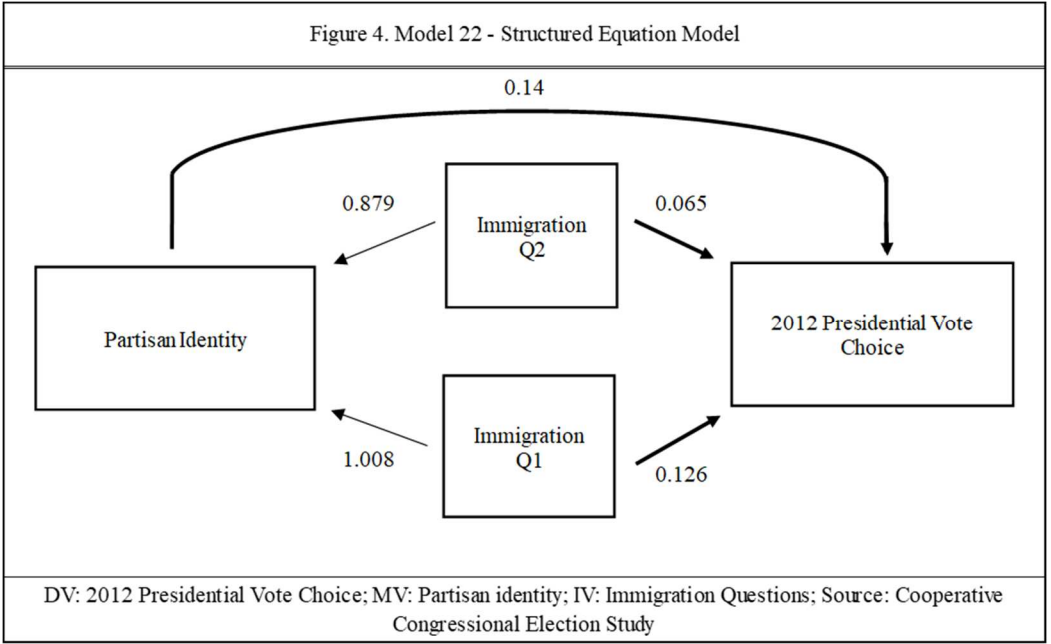 Figure 4. Model 22 - Structured Equation Model
0.14
0.879
Immigration
Q2
0.065
Partisan Identity
2012 Presidential Vote
Choice
1.008
Immigration
Q1
0.126
DV: 2012 Presidential Vote Choice; MV: Partisan identity; IV: Immigration Questions; Source: Cooperative
Congressional Election Study